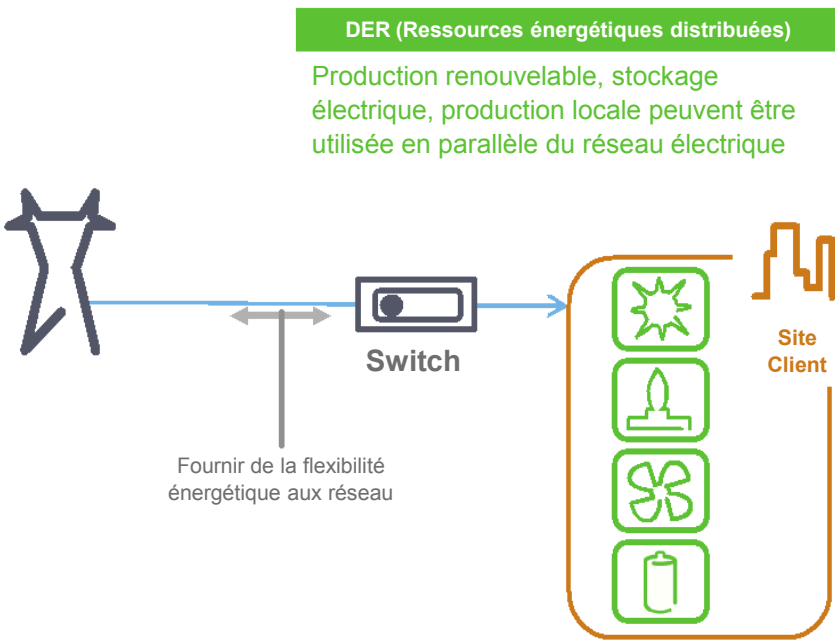 DER (Ressources énergétiques distribuées)
Production renouvelable, stockage
électrique, production locale peuvent être
utilisée en parallèle du réseau électrique
Switch
Site
Client
Fournir de la flexibilité
énergétique aux réseau